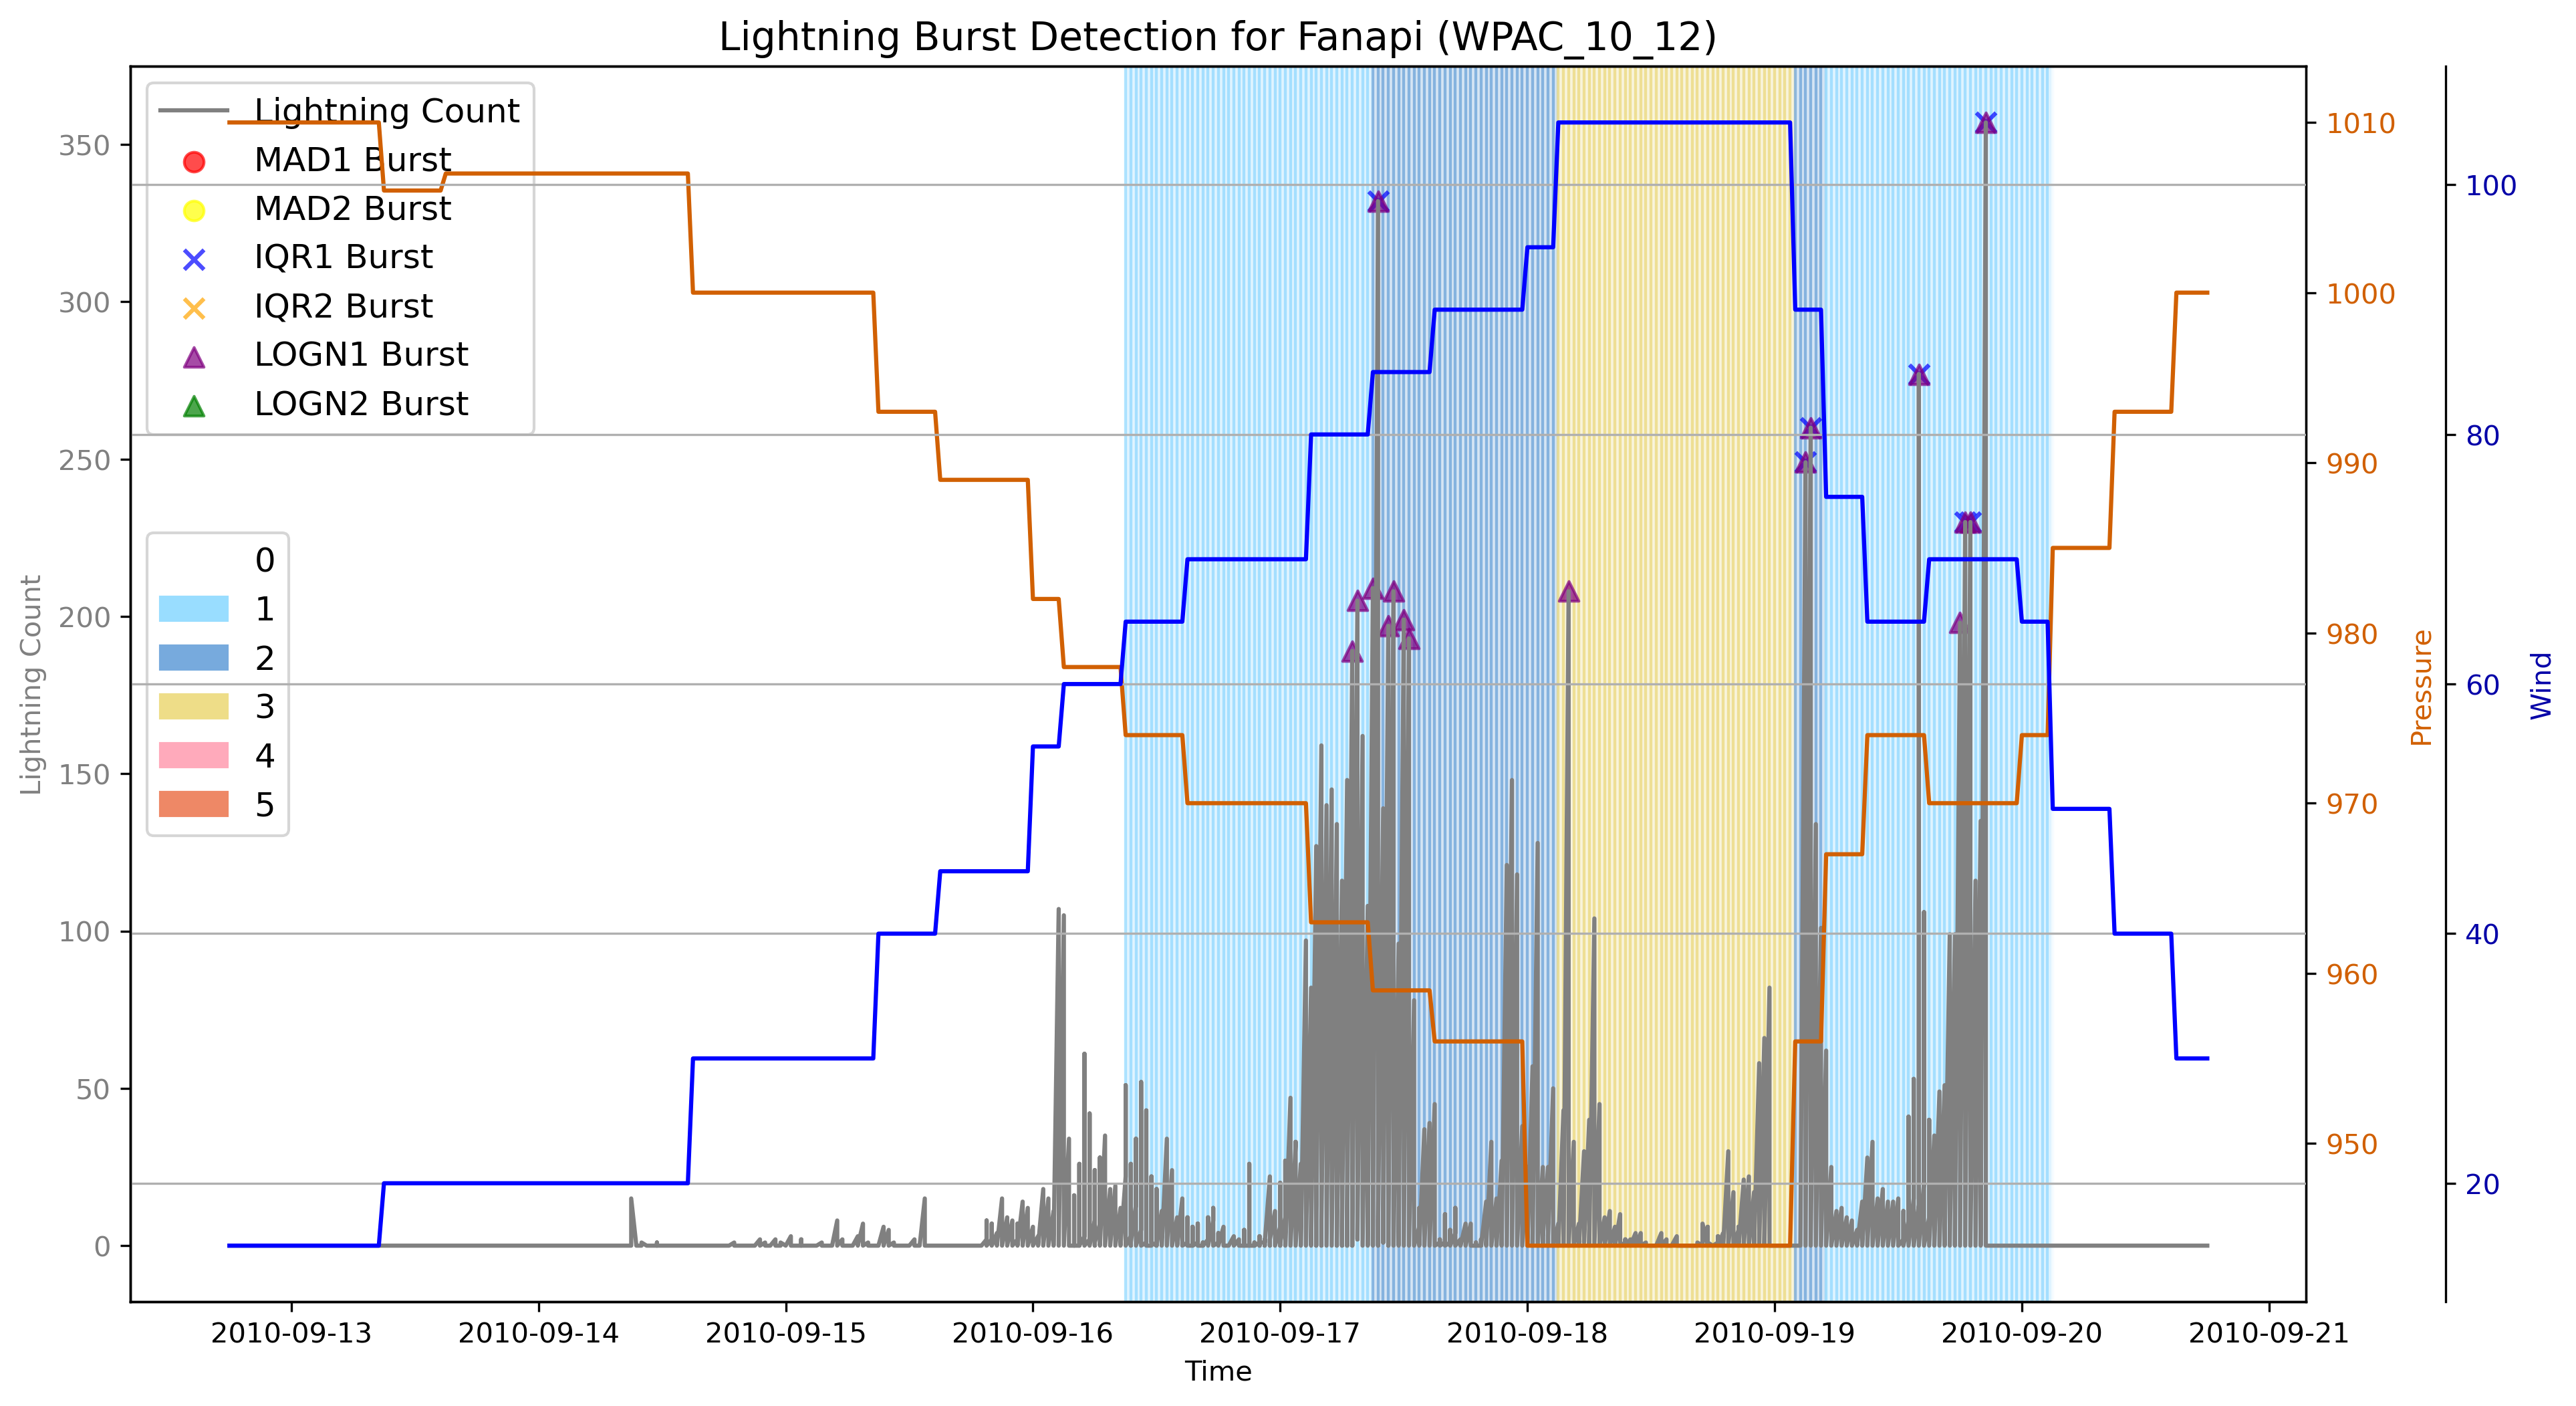 Lightning Burst Detection for Fanapi (WPAC_10_12)
Lightning Count
MAD1 Burst
MAD2 Burst
IQR1 Burst
IQR2 Burst
LOGN1 Burst
LOGN2 Burst
0
1
2
3
4
5
350
300
250
200
150
100
50
0
Lightning Count
1010
1000
990
980
970
960
950
Pressure
100
80
60
40
20
Wind
2010-09-13
2010-09-14
2010-09-15
2010-09-16
2010-09-17
2010-09-18
2010-09-19
2010-09-20
2010-09-21
Time